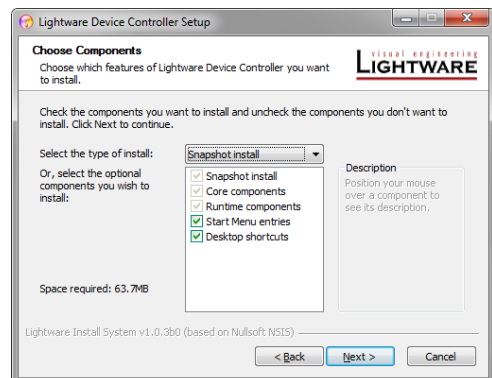 Lightware Device Controller Setup
Choose Components
Choose which features of Lightware Device Controller you want
to install.
visual engineering
LIGHTWARE
Check the components you want to install and uncheck the components you don't want to
install. Click Next to continue.
Select the type of install:
Snapshot install
Or, select the optional
components you wish to
install:
Snapshot install
Core components
Runtime components
Start Menu entries
Desktop shortcuts
Description
Position your mouse
over a component to
see its description.
Space required: 63.7MB
Lightware Install System v1.0.3b0 (based on Nullsoft NSIS)
< Back
Next >
Cancel